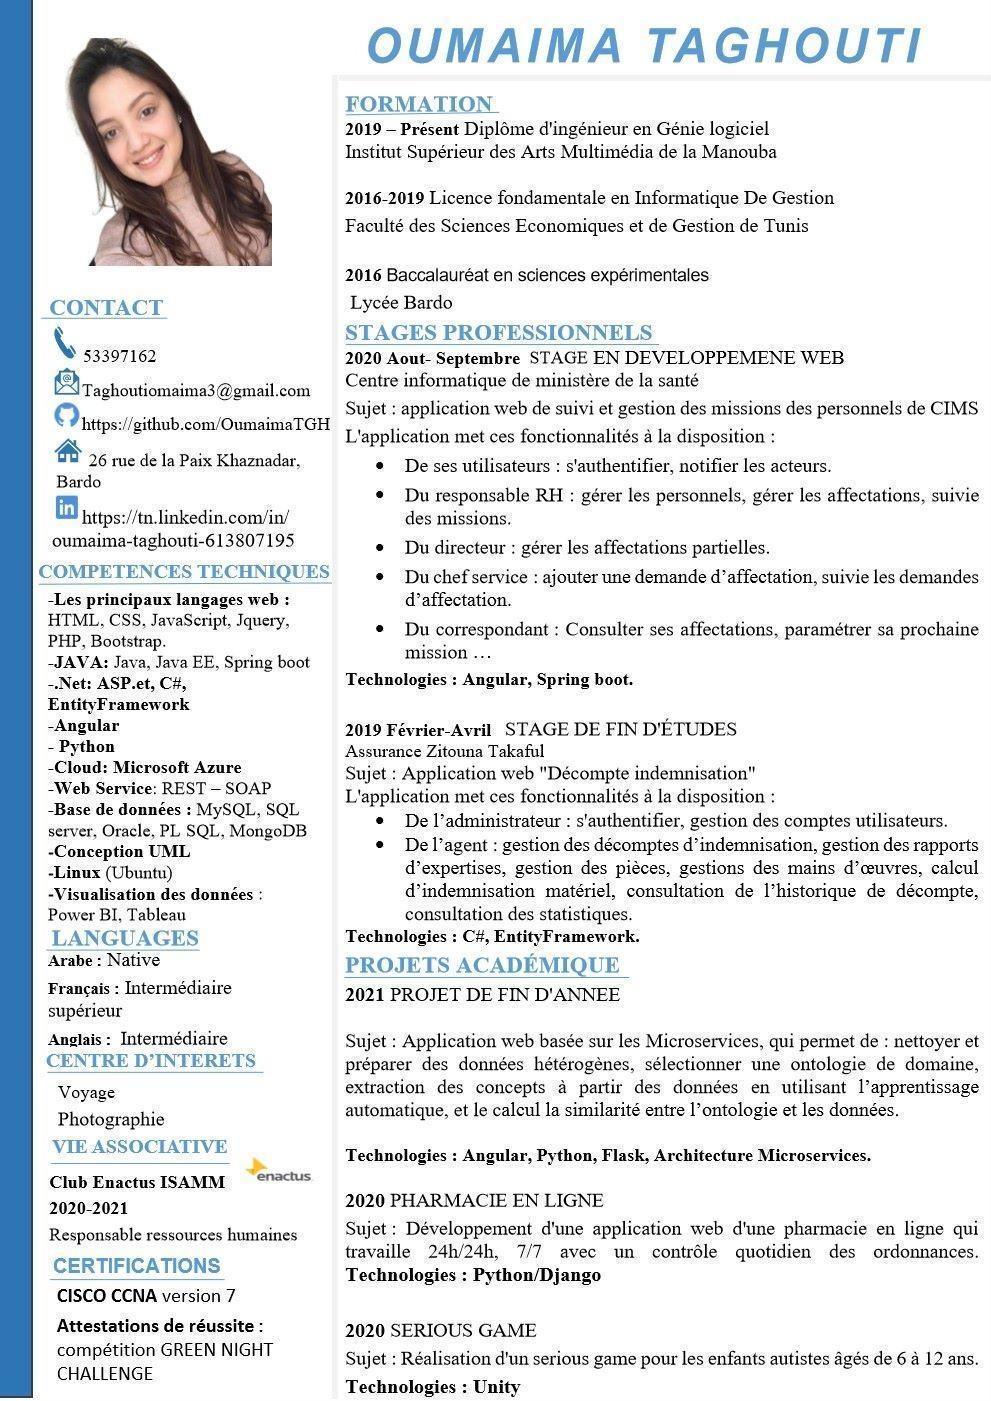 OUMAIMA TAGHOUTI
CONTACT
53397162
Taghoutiomaima3@gmail.com
https://github.com/OumaimaTGH
26 rue de la Paix Khaznadar,
Bardo
in
https://tn.linkedin.com/in/
oumaima-taghouti-613807195
COMPETENCES TECHNIQUES
-Les principaux langages web :
HTML, CSS, JavaScript, Jquery,
PHP, Bootstrap.
-JAVA: Java, Java EE, Spring boot
-.Net: ASP.et, C#,
EntityFramework
-Angular
- Python
-Cloud: Microsoft Azure
-Web Service: REST – SOAP
-Base de données : MySQL, SQL
server, Oracle, PL SQL, MongoDB
-Conception UML
-Linux (Ubuntu)
-Visualisation des données :
Power BI, Tableau
LANGUAGES
Arabe : Native
Français : Intermédiaire
supérieur
Anglais : Intermédiaire
CENTRE D’INTERETS
Voyage
Photographie
VIE ASSOCIATIVE
enactus
Club Enactus ISAMM
2020-2021
Responsable ressources humaines
CERTIFICATIONS
CISCO CCNA version 7
Attestations de réussite :
compétition GREEN NIGHT
CHALLENGE
FORMATION
2019 – Présent Diplôme d'ingénieur en Génie logiciel
Institut Supérieur des Arts Multimédia de la Manouba
2016-2019 Licence fondamentale en Informatique De Gestion
Faculté des Sciences Economiques et de Gestion de Tunis
2016 Baccalauréat en sciences expérimentales
Lycée Bardo
STAGES PROFESSIONNELS
2020 Aout- Septembre STAGE EN DEVELOPPEMENE WEB
Centre informatique de ministère de la santé
Sujet : application web de suivi et gestion des missions des personnels de CIMS
L'application met ces fonctionnalités à la disposition :
• De ses utilisateurs : s'authentifier, notifier les acteurs.
• Du responsable RH : gérer les personnels, gérer les affectations, suivie
des missions.
• Du directeur : gérer les affectations partielles.
• Du chef service : ajouter une demande d’affectation, suivie les demandes
d’affectation.
• Du correspondant : Consulter ses affectations, paramétrer sa prochaine
mission …
Technologies : Angular, Spring boot.
2019 Février-Avril STAGE DE FIN D'ÉTUDES
Assurance Zitouna Takaful
Sujet : Application web "Décompte indemnisation"
L'application met ces fonctionnalités à la disposition :
• De l’administrateur : s'authentifier, gestion des comptes utilisateurs.
• De l’agent : gestion des décomptes d’indemnisation, gestion des rapports
d’expertises, gestion des pièces, gestions des mains d’œuvres, calcul
d’indemnisation matériel, consultation de l’historique de décompte,
consultation des statistiques.
Technologies : C#, EntityFramework.
PROJETS ACADÉMIQUE
2021 PROJET DE FIN D'ANNEE
Sujet : Application web basée sur les Microservices, qui permet de : nettoyer et
préparer des données hétérogènes, sélectionner une ontologie de domaine,
extraction des concepts à partir des données en utilisant l’apprentissage
automatique, et le calcul la similarité entre l’ontologie et les données.
Technologies : Angular, Python, Flask, Architecture Microservices.
2020 PHARMACIE EN LIGNE
Sujet : Développement d'une application web d'une pharmacie en ligne qui
travaille 24h/24h, 7/7 avec un contrôle quotidien des ordonnances.
Technologies : Python/Django
2020 SERIOUS GAME
Sujet : Réalisation d'un serious game pour les enfants autistes âgés de 6 à 12 ans.
Technologies : Unity